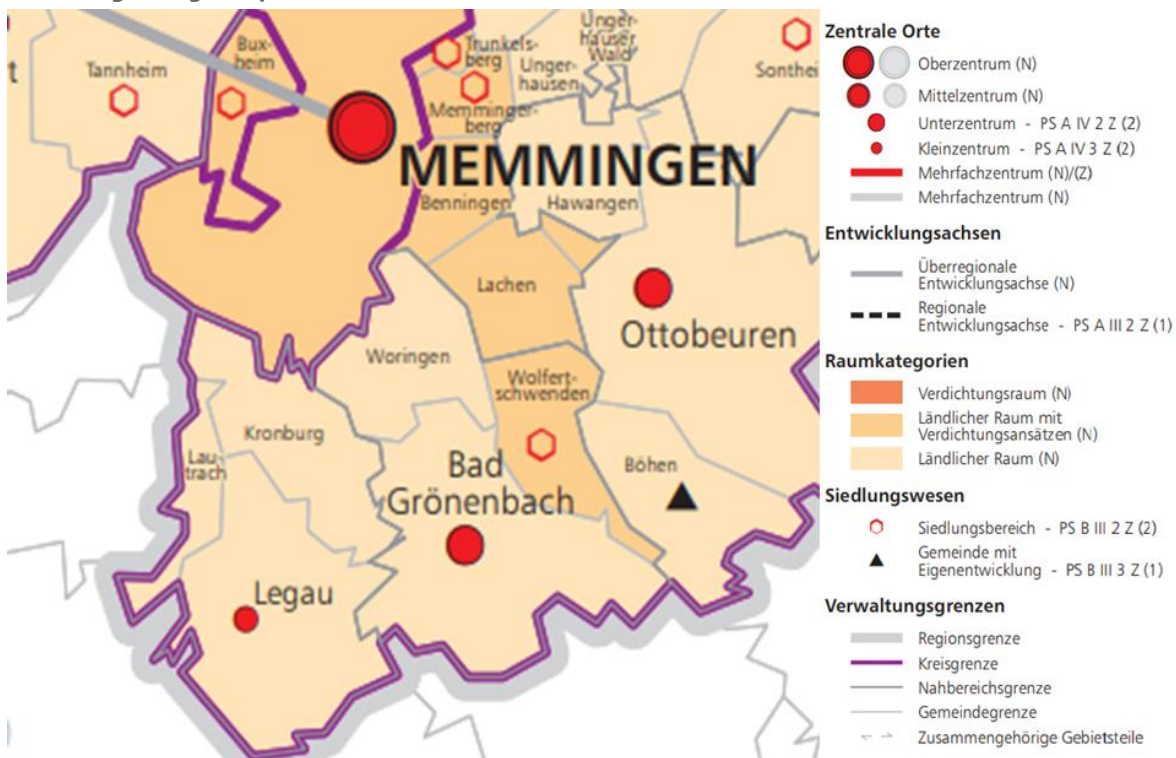 Bux-
heim
Tannheim
Trunkels-
berg
Unger-
hausen
Unger-
häuser
Wald
Memminger-
berg
MEMMINGEN
Benningen
Hawangen
Lachen
Ottobeuren
Woringen
Wolfert-
schwenden
Kronburg
Lau-
trach
Bad
Grönenbach
Böhen
Legau
Zentrale Orte
Oberzentrum (N)
Mittelzentrum (N)
Unterzentrum - PS A IV 2 Z (2)
Kleinzentrum - PS A IV 3 Z (2)
Mehrfachzentrum (N)/(Z)
Mehrfachzentrum (N)
Entwicklungsachsen
Überregionale
Entwicklungsachse (N)
Regionale
Entwicklungsachse - PS A III 2 Z (1)
Raumkategorien
Verdichtungsraum (N)
Ländlicher Raum mit
Verdichtungsansätzen (N)
Ländlicher Raum (N)
Siedlungswesen
Siedlungsbereich - PS B III 2 Z (2)
Gemeinde mit
Eigenentwicklung - PS B III 3 Z (1)
Verwaltungsgrenzen
Regionsgrenze
Kreisgrenze
Nahbereichsgrenze
Gemeindegrenze
Zusammengehörige Gebietsteile